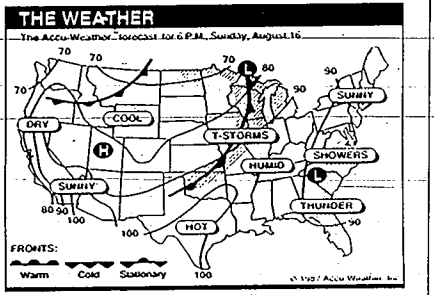 THE WEATHER
The Accu-Weather forecast for 6 P.M., Sunday, August 16
70 70 70 80 90
70
L
SUNNY
90
DRY
COOL
T-STORMS
H
HUMID
SHOWERS
L
SUNNY
THUNDER
80 90 100
100
HOT
90
FRONTS:
Warm Cold Stationary
100
© Accu-Weather, Inc